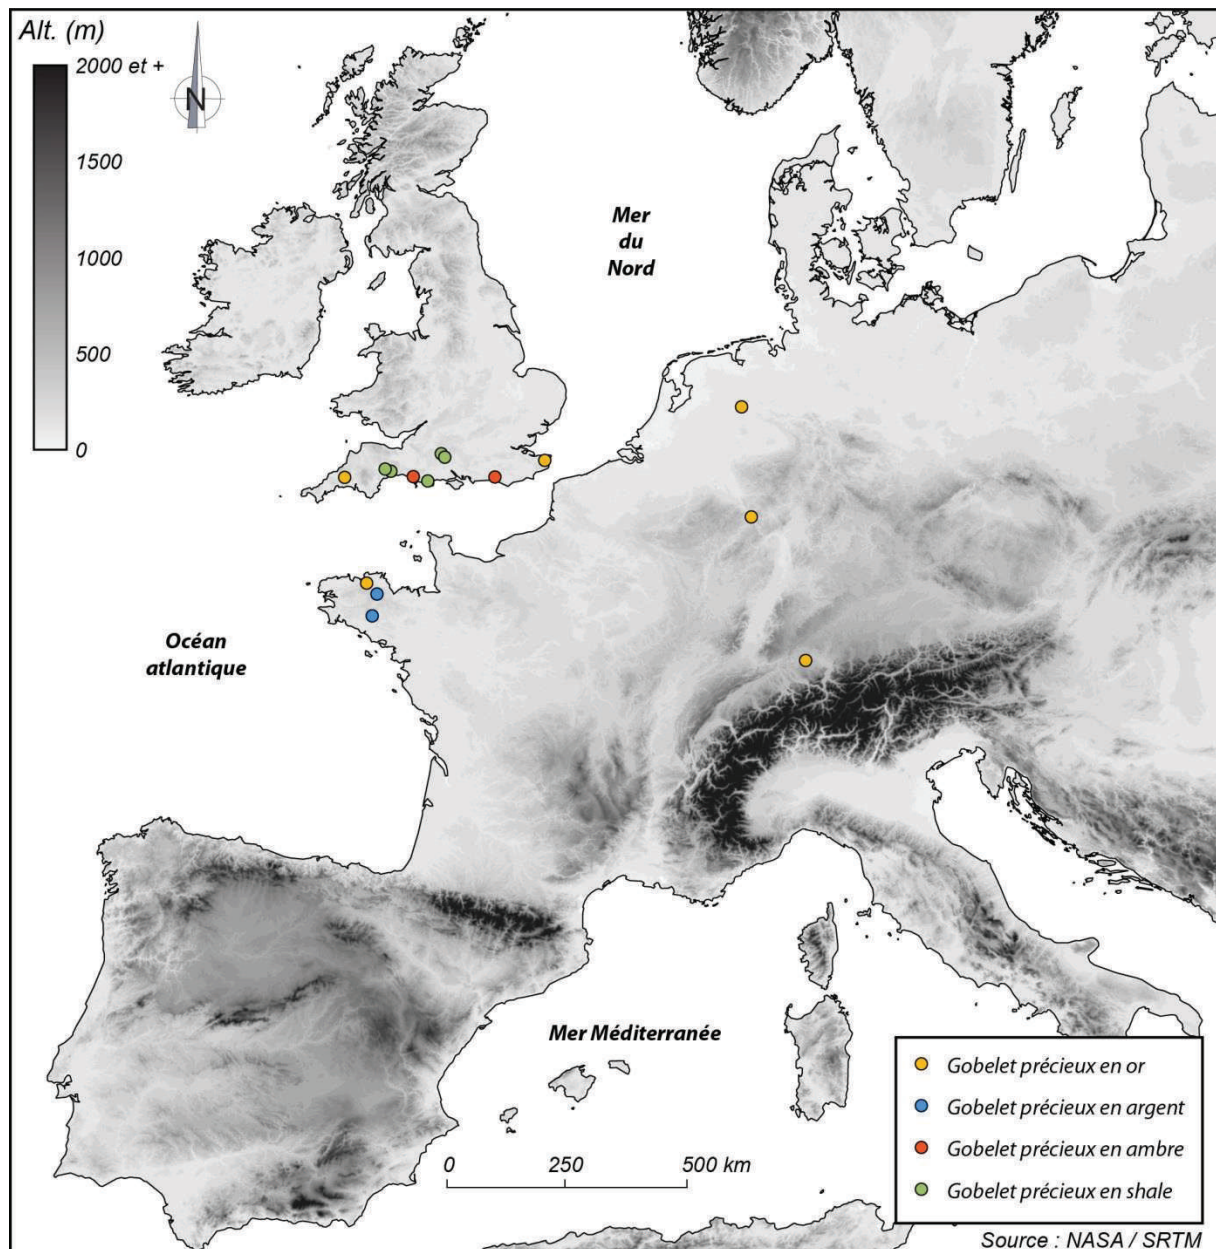 Alt. (m)
2000 et +
1500
1000
500
0
N
Mer
du
Nord
Océan
atlantique
Mer Méditerranée
0 250 500 km
Gobelet précieux en or
Gobelet précieux en argent
Gobelet précieux en ambre
Gobelet précieux en shale
Source : NASA / SRTM